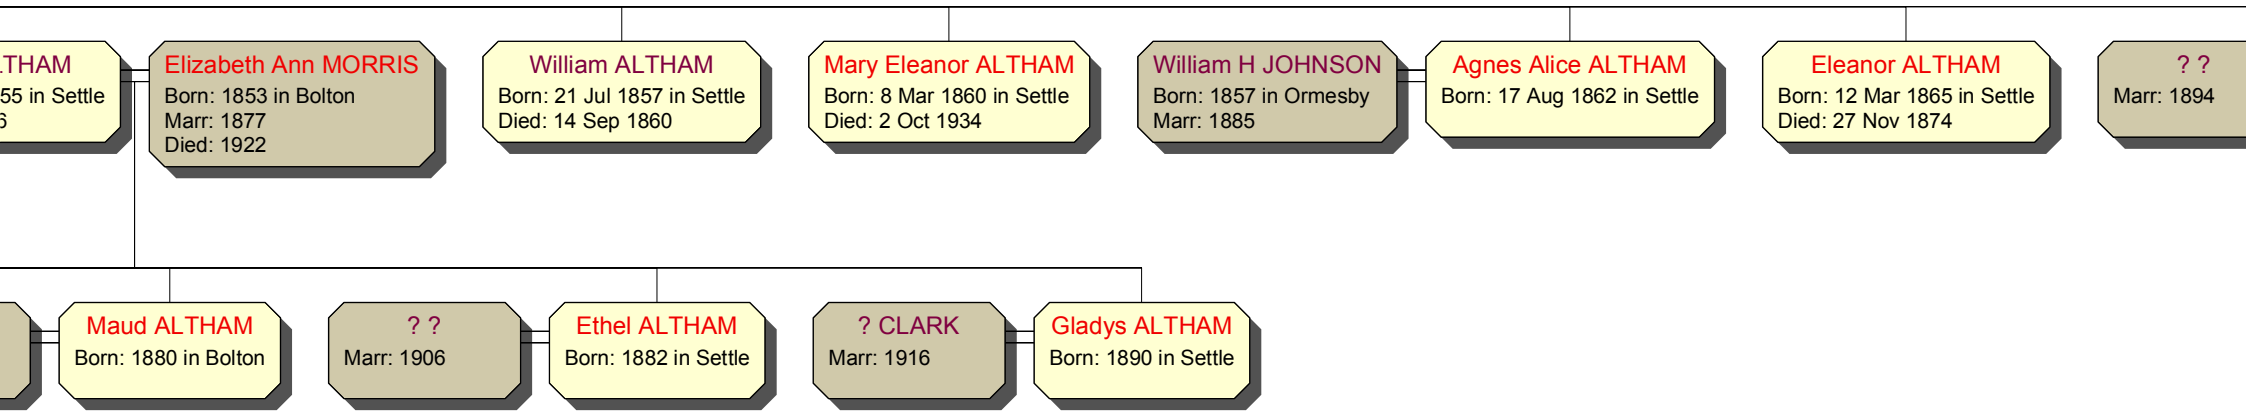 LTHAM
55 in Settle
6
Elizabeth Ann MORRIS
Born: 1853 in Bolton
Marr: 1877
Died: 1922
William ALTHAM
Born: 21 Jul 1857 in Settle
Died: 14 Sep 1860
Mary Eleanor ALTHAM
Born: 8 Mar 1860 in Settle
Died: 2 Oct 1934
William H JOHNSON
Born: 1857 in Ormesby
Marr: 1885
Agnes Alice ALTHAM
Born: 17 Aug 1862 in Settle
Eleanor ALTHAM
Born: 12 Mar 1865 in Settle
Died: 27 Nov 1874
? ?
Marr: 1894
Maud ALTHAM
Born: 1880 in Bolton
? ?
Marr: 1906
Ethel ALTHAM
Born: 1882 in Settle
? CLARK
Marr: 1916
Gladys ALTHAM
Born: 1890 in Settle